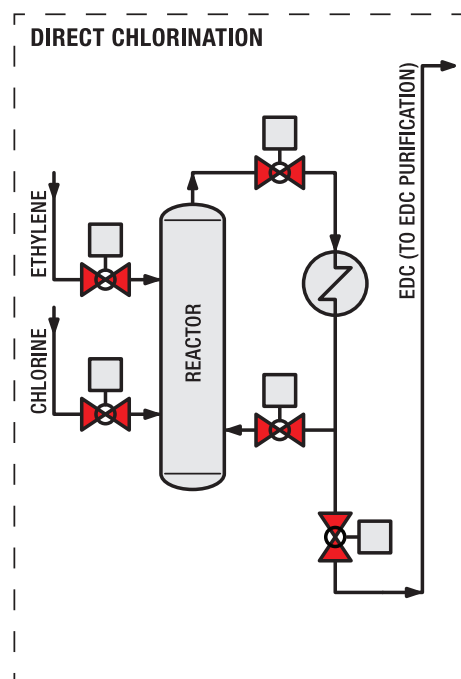 DIRECT CHLORINATION
ETHYLENE
CHLORINE
REACTOR
EDC (TO EDC PURIFICATION)